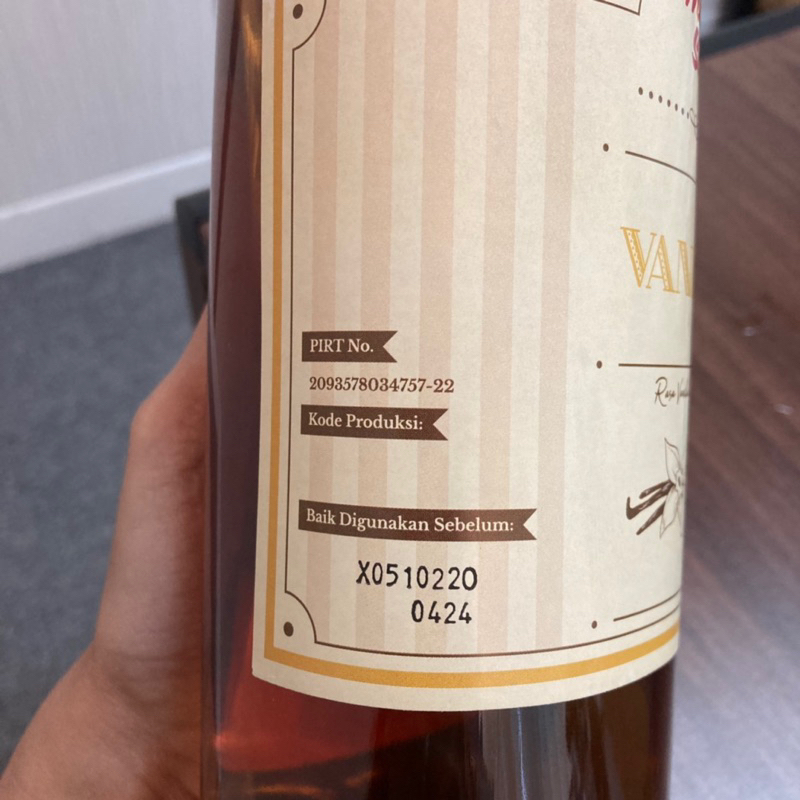 PIRT No.
2093578034757-22
Kode Produksi:
Baik Digunakan Sebelum:
X0510220
0424